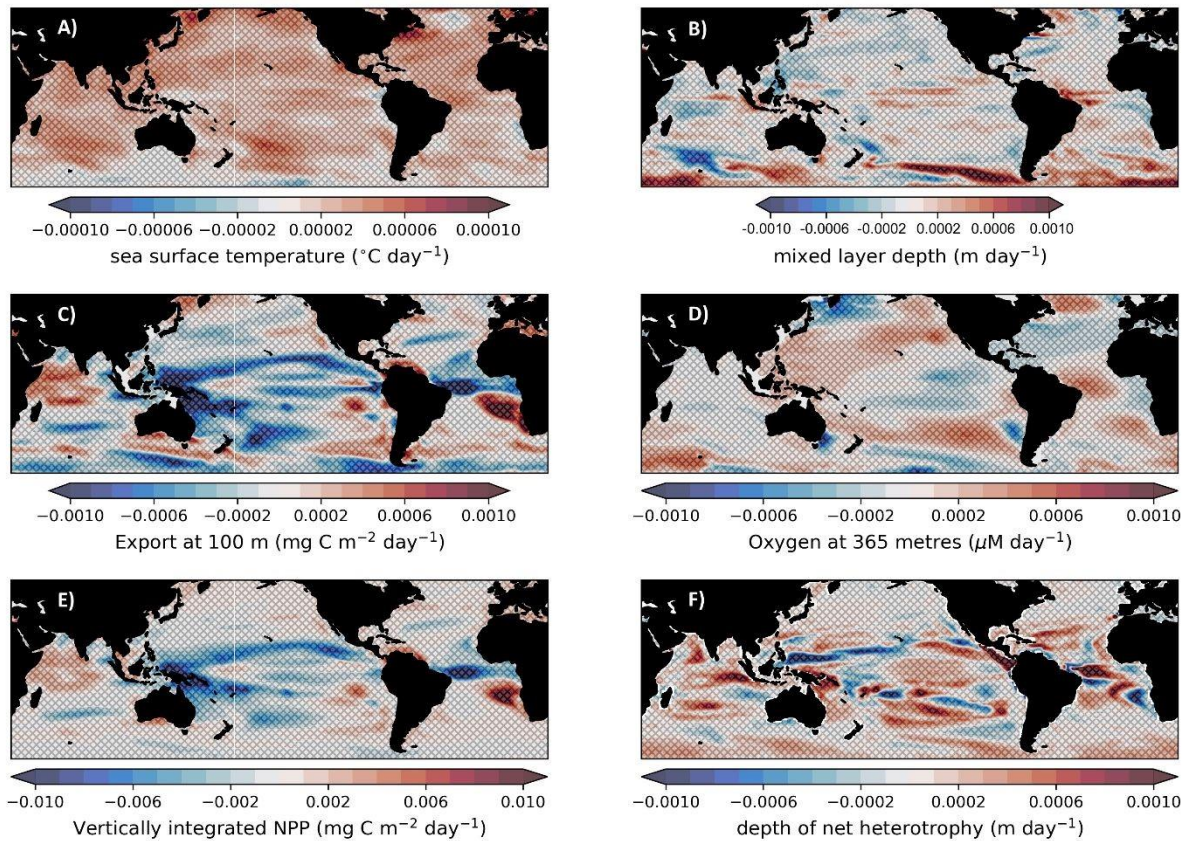 A)
−0.00010 −0.00006 −0.00002 0.00002 0.00006 0.00010
sea surface temperature (°C day⁻¹)
B)
-0.0010 -0.0006 -0.0002 0.0002 0.0006 0.0010
mixed layer depth (m day⁻¹)
C)
−0.0010 −0.0006 −0.0002 0.0002 0.0006 0.0010
Export at 100 m (mg C m⁻² day⁻¹)
D)
−0.0010 −0.0006 −0.0002 0.0002 0.0006 0.0010
Oxygen at 365 metres (μM day⁻¹)
E)
−0.010 −0.006 −0.002 0.002 0.006 0.010
Vertically integrated NPP (mg C m⁻² day⁻¹)
F)
−0.0010 −0.0006 −0.0002 0.0002 0.0006 0.0010
depth of net heterotrophy (m day⁻¹)